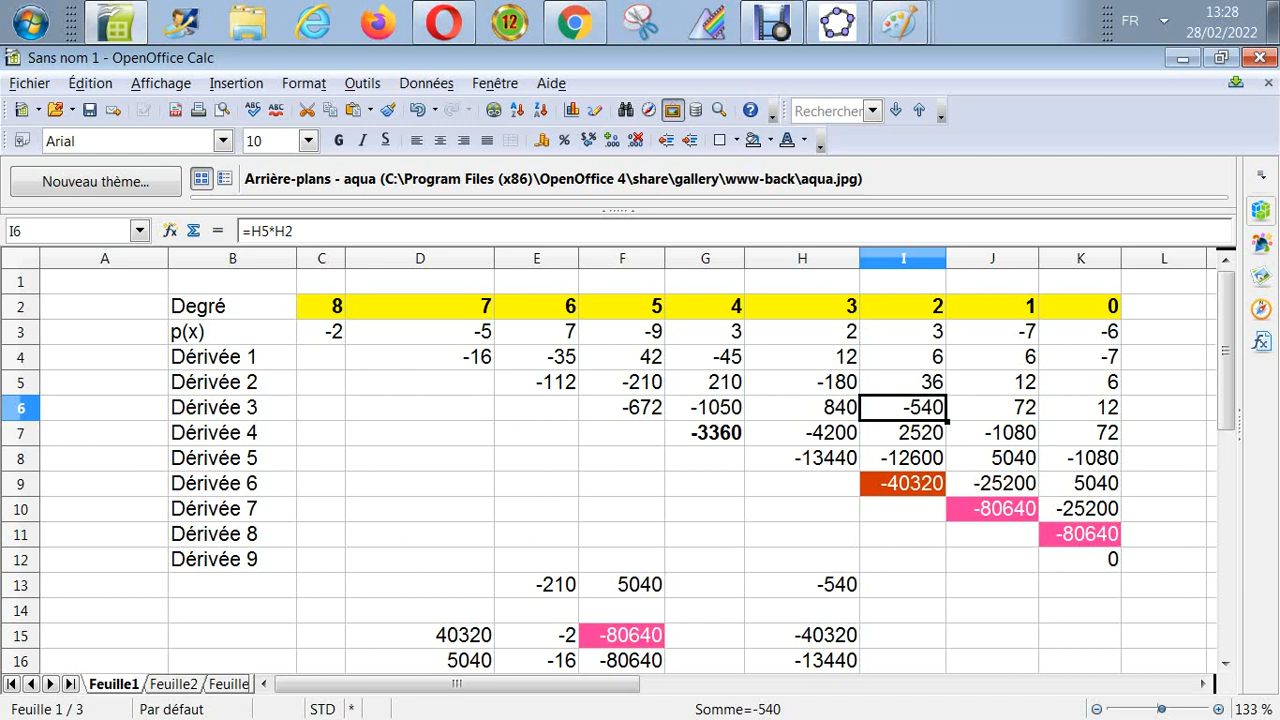 12
FR
13:28
28/02/2022
Sans nom 1 - OpenOffice Calc
Fichier Édition Affichage Insertion Format Outils Données Fenêtre Aide
Rechercher
Arial 10 G I S
Nouveau thème... Arrière-plans - aqua (C:\Program Files (x86)\OpenOffice 4\share\gallery\www-back\aqua.jpg)
I6 =H5*H2
A B C D E F G H I J K L
1
2 Degré 8 7 6 5 4 3 2 1 0
3 p(x) -2 -5 7 -9 3 2 3 -7 -6
4 Dérivée 1 -16 -35 42 -45 12 6 6 -7
5 Dérivée 2 -112 -210 210 -180 36 12 6
6 Dérivée 3 -672 -1050 840 -540 72 12
7 Dérivée 4 -3360 -4200 2520 -1080 72
8 Dérivée 5 -13440 -12600 5040 -1080
9 Dérivée 6 -40320 -25200 5040
10 Dérivée 7 -80640 -25200
11 Dérivée 8 -80640
12 Dérivée 9 0
13 -210 5040 -540
14
15 40320 -2 -80640 -40320
16 5040 -16 -80640 -13440
Feuille1 Feuille2 Feuille
Feuille 1 / 3 Par défaut STD * Somme=-540 133 %